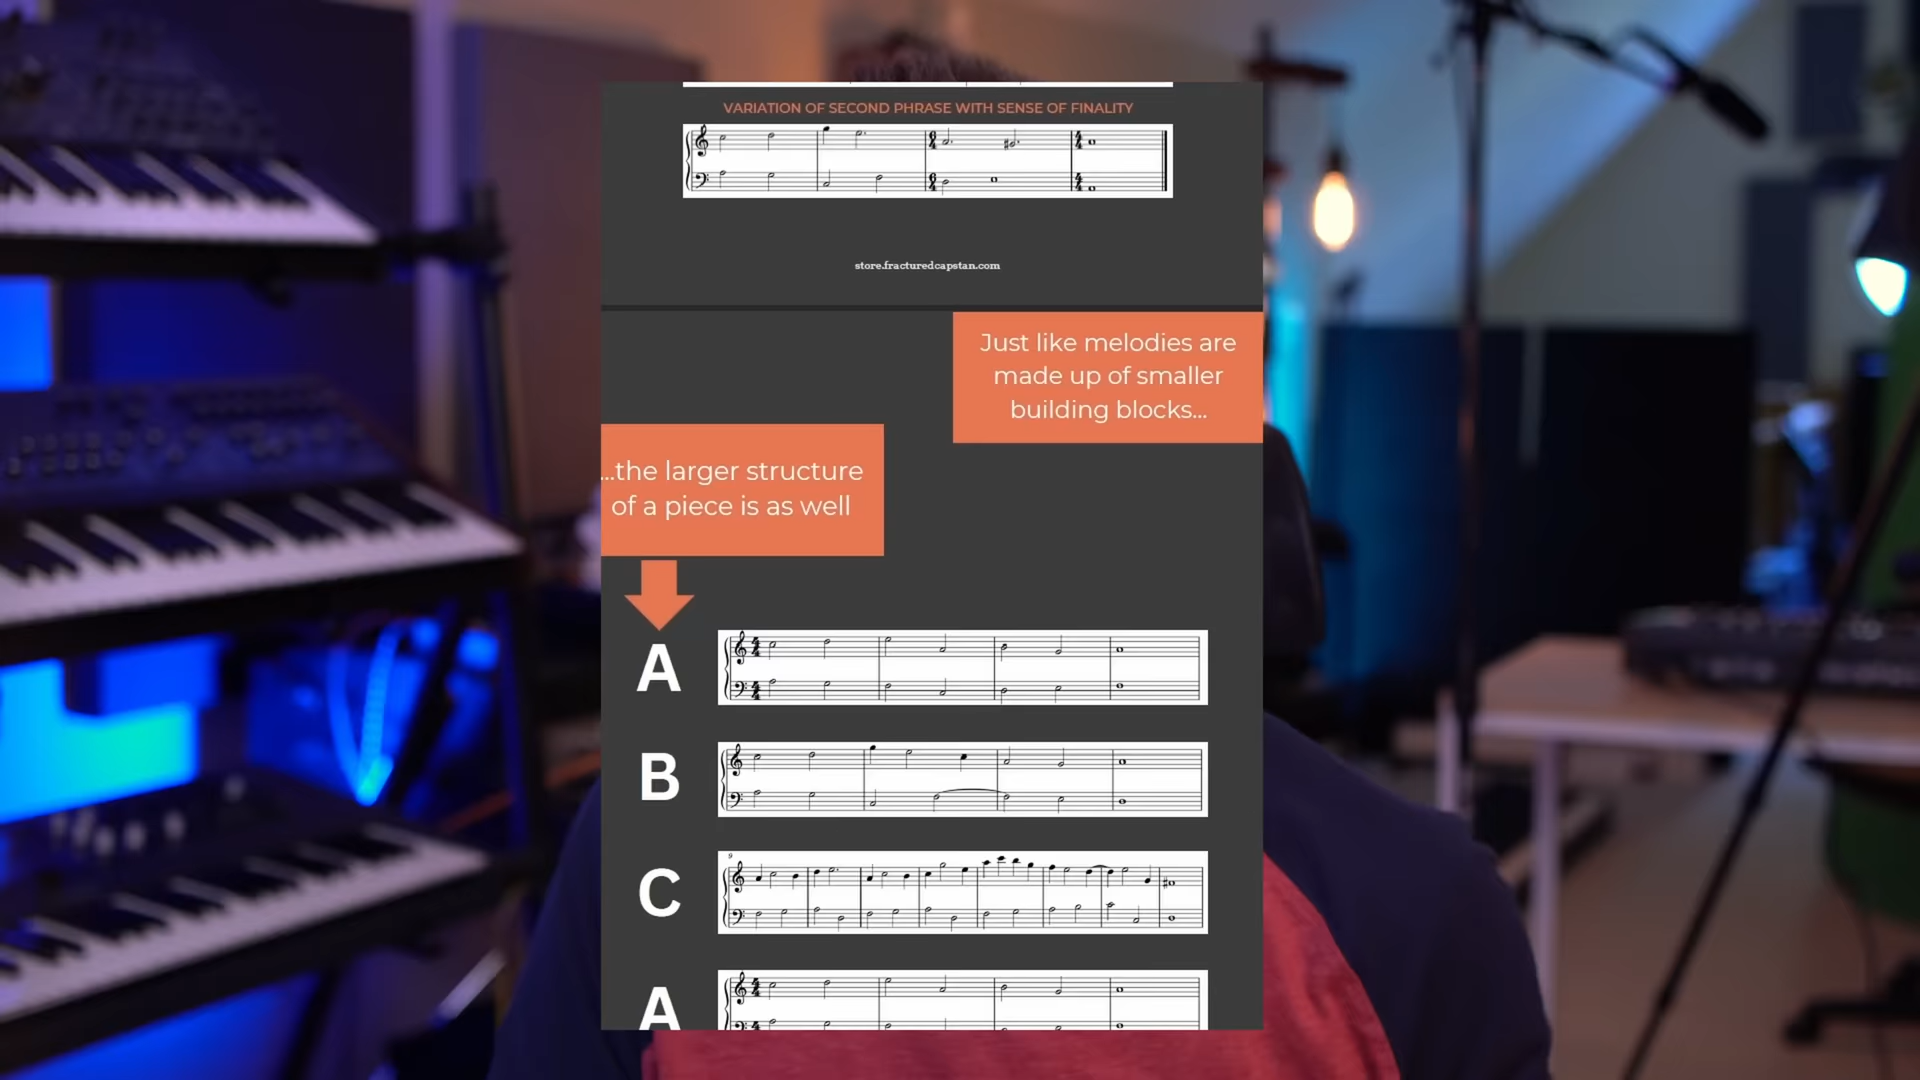 VARIATION OF SECOND PHRASE WITH SENSE OF FINALITY
store.fracturedcapstan.com
Just like melodies are
made up of smaller
building blocks...
...the larger structure
of a piece is as well
A
B
9
C
A